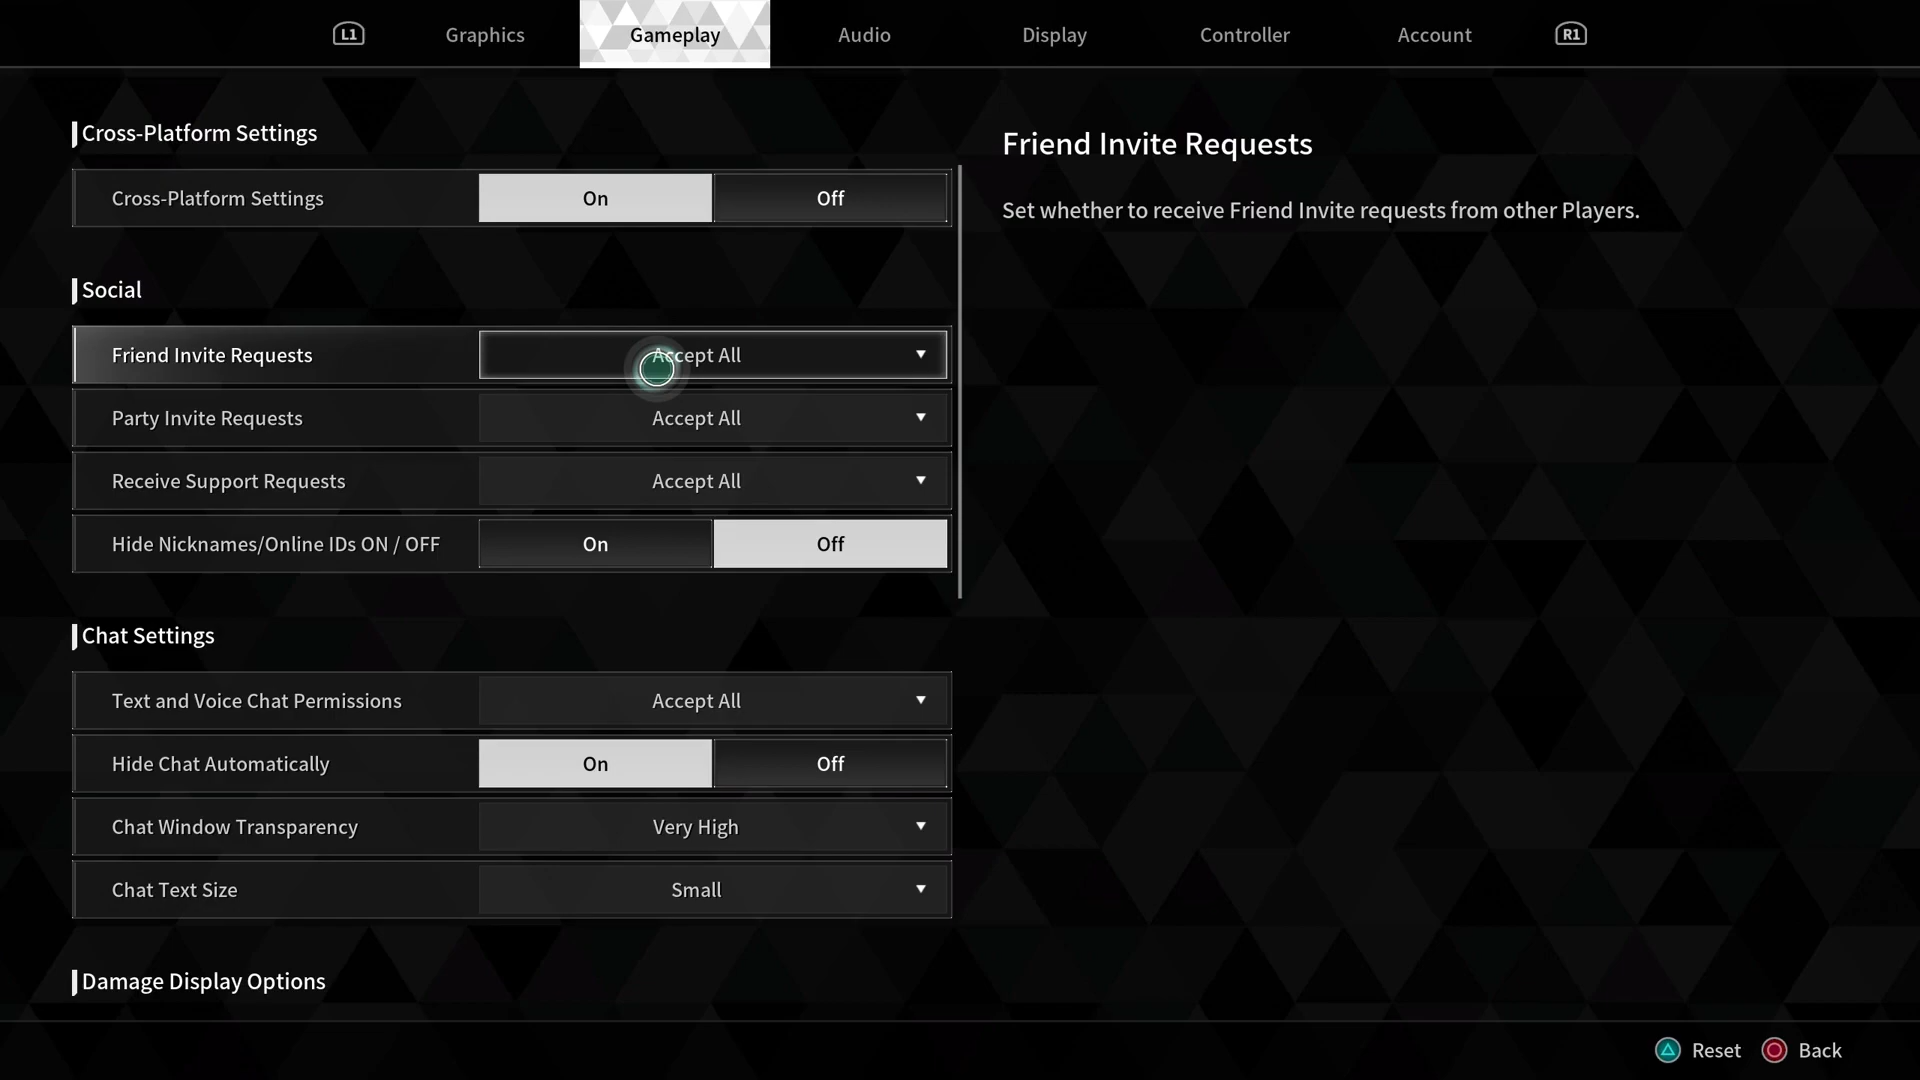 L1 Graphics Gameplay Audio Display Controller Account R1
Cross-Platform Settings
Cross-Platform Settings On Off
Social
Friend Invite Requests Accept All
Party Invite Requests Accept All
Receive Support Requests Accept All
Hide Nicknames/Online IDs ON / OFF On Off
Chat Settings
Text and Voice Chat Permissions Accept All
Hide Chat Automatically On Off
Chat Window Transparency Very High
Chat Text Size Small
Damage Display Options
Friend Invite Requests
Set whether to receive Friend Invite requests from other Players.
Reset Back